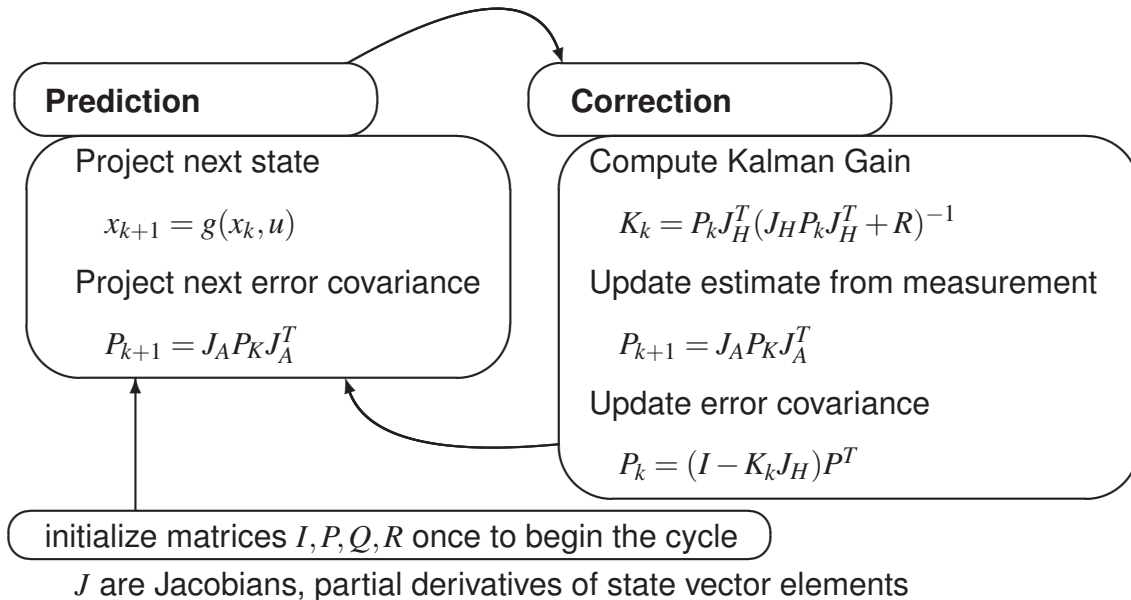 Prediction
Project next state
$x_{k+1} = g(x_k, u)$
Project next error covariance
$P_{k+1} = J_A P_K J_A^T$
Correction
Compute Kalman Gain
$K_k = P_k J_H^T (J_H P_k J_H^T + R)^{-1}$
Update estimate from measurement
$P_{k+1} = J_A P_K J_A^T$
Update error covariance
$P_k = (I - K_k J_H) P^T$
initialize matrices $I, P, Q, R$ once to begin the cycle
$J$ are Jacobians, partial derivatives of state vector elements